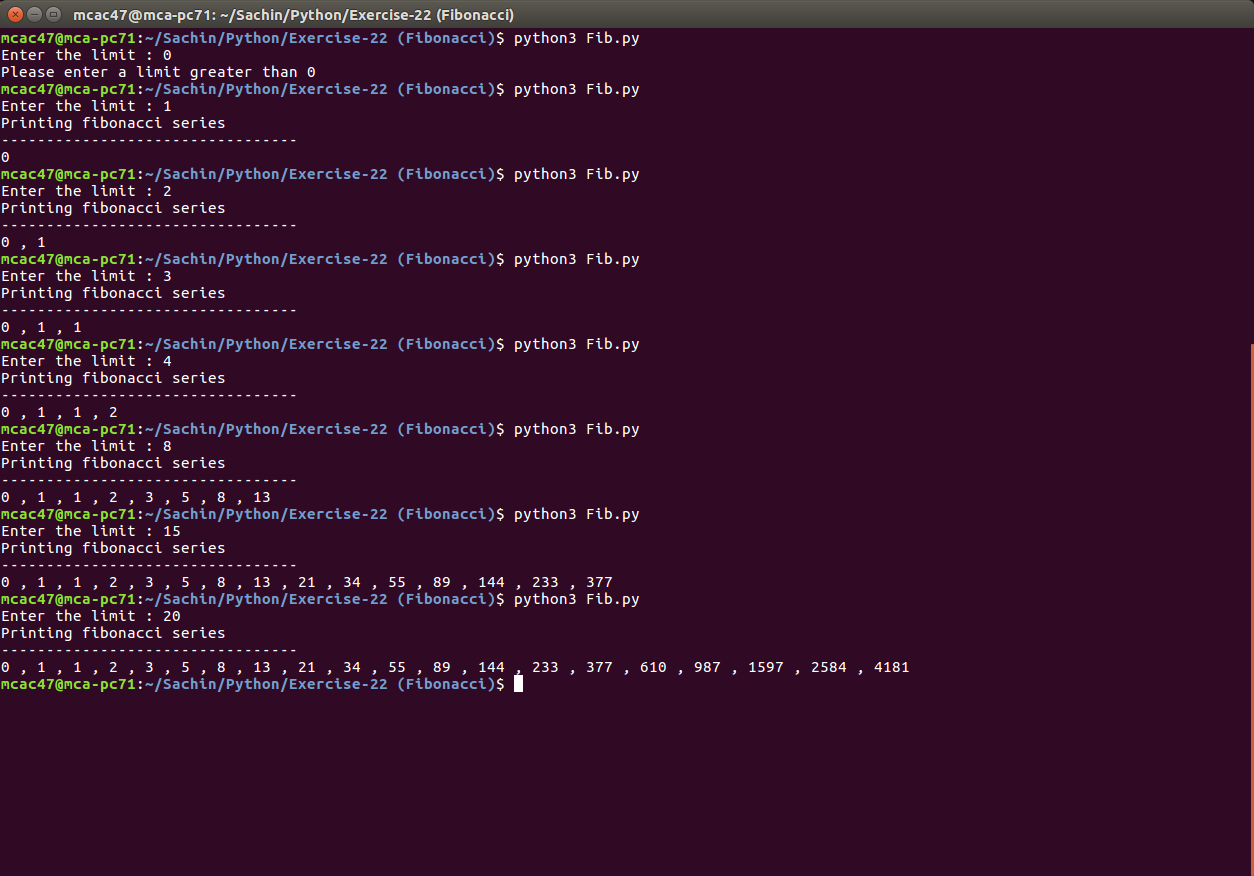 mcac47@mca-pc71: ~/Sachin/Python/Exercise-22 (Fibonacci)
mcac47@mca-pc71:~/Sachin/Python/Exercise-22 (Fibonacci)$ python3 Fib.py
Enter the limit : 0
Please enter a limit greater than 0
mcac47@mca-pc71:~/Sachin/Python/Exercise-22 (Fibonacci)$ python3 Fib.py
Enter the limit : 1
Printing fibonacci series
---------------------------------
0
mcac47@mca-pc71:~/Sachin/Python/Exercise-22 (Fibonacci)$ python3 Fib.py
Enter the limit : 2
Printing fibonacci series
---------------------------------
0 , 1
mcac47@mca-pc71:~/Sachin/Python/Exercise-22 (Fibonacci)$ python3 Fib.py
Enter the limit : 3
Printing fibonacci series
---------------------------------
0 , 1 , 1
mcac47@mca-pc71:~/Sachin/Python/Exercise-22 (Fibonacci)$ python3 Fib.py
Enter the limit : 4
Printing fibonacci series
---------------------------------
0 , 1 , 1 , 2
mcac47@mca-pc71:~/Sachin/Python/Exercise-22 (Fibonacci)$ python3 Fib.py
Enter the limit : 8
Printing fibonacci series
---------------------------------
0 , 1 , 1 , 2 , 3 , 5 , 8 , 13
mcac47@mca-pc71:~/Sachin/Python/Exercise-22 (Fibonacci)$ python3 Fib.py
Enter the limit : 15
Printing fibonacci series
---------------------------------
0 , 1 , 1 , 2 , 3 , 5 , 8 , 13 , 21 , 34 , 55 , 89 , 144 , 233 , 377
mcac47@mca-pc71:~/Sachin/Python/Exercise-22 (Fibonacci)$ python3 Fib.py
Enter the limit : 20
Printing fibonacci series
---------------------------------
0 , 1 , 1 , 2 , 3 , 5 , 8 , 13 , 21 , 34 , 55 , 89 , 144 , 233 , 377 , 610 , 987 , 1597 , 2584 , 4181
mcac47@mca-pc71:~/Sachin/Python/Exercise-22 (Fibonacci)$